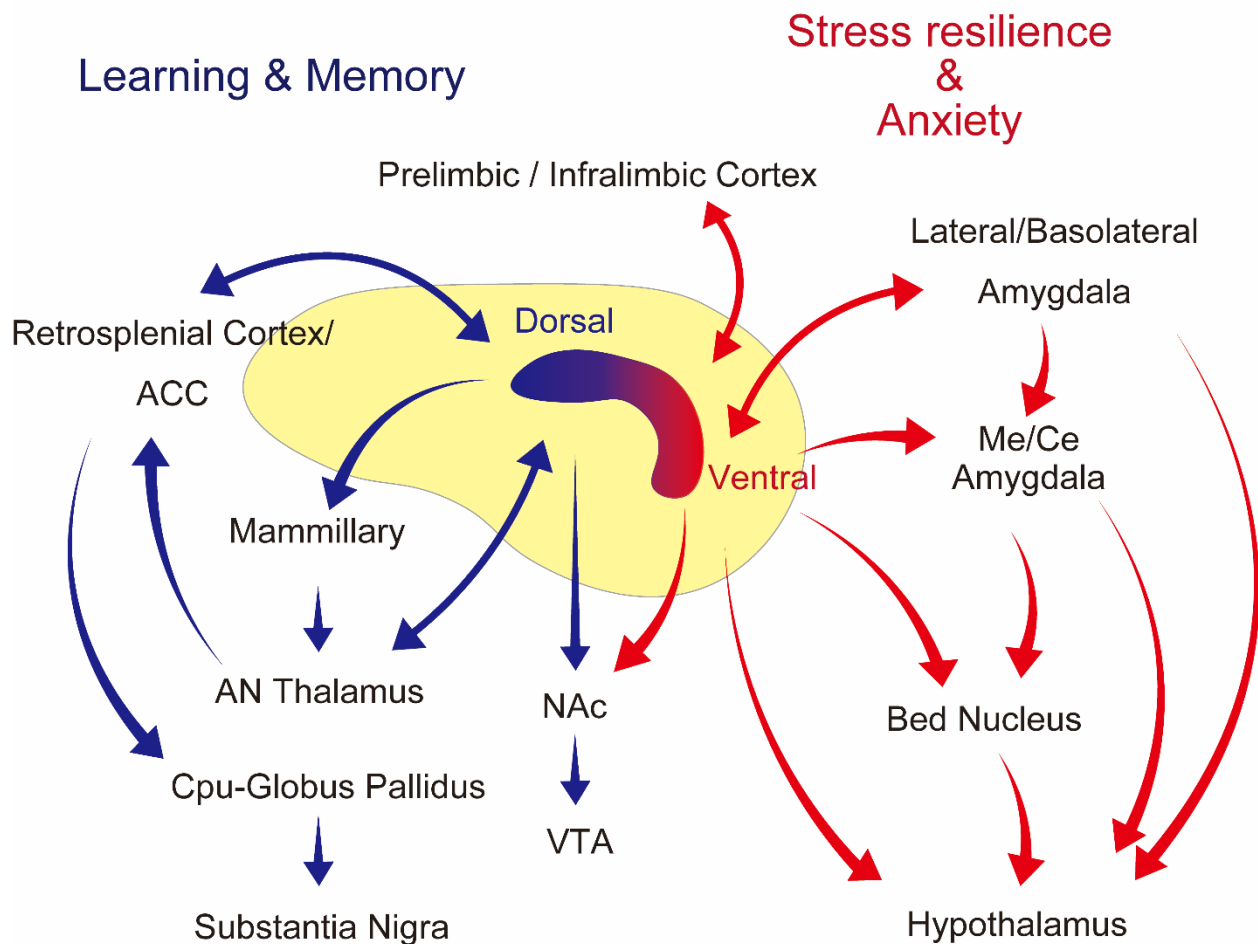 Learning & Memory
Stress resilience
&
Anxiety
Prelimbic / Infralimbic Cortex
Lateral/Basolateral
Amygdala
Retrosplenial Cortex/
ACC
Dorsal
Ventral
Me/Ce
Amygdala
Mammillary
AN Thalamus
NAc
Bed Nucleus
Cpu-Globus Pallidus
VTA
Substantia Nigra
Hypothalamus